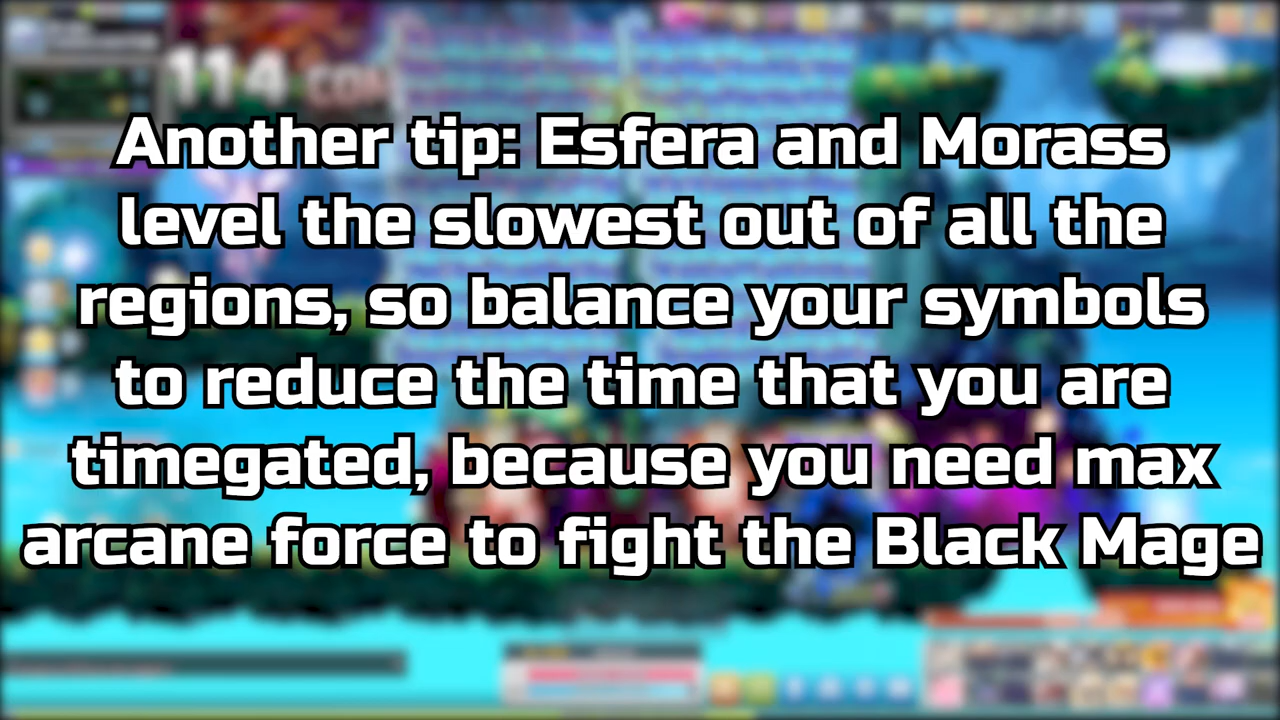 114
Another tip: Esfera and Morass
level the slowest out of all the
regions, so balance your symbols
to reduce the time that you are
timegated, because you need max
arcane force to fight the Black Mage